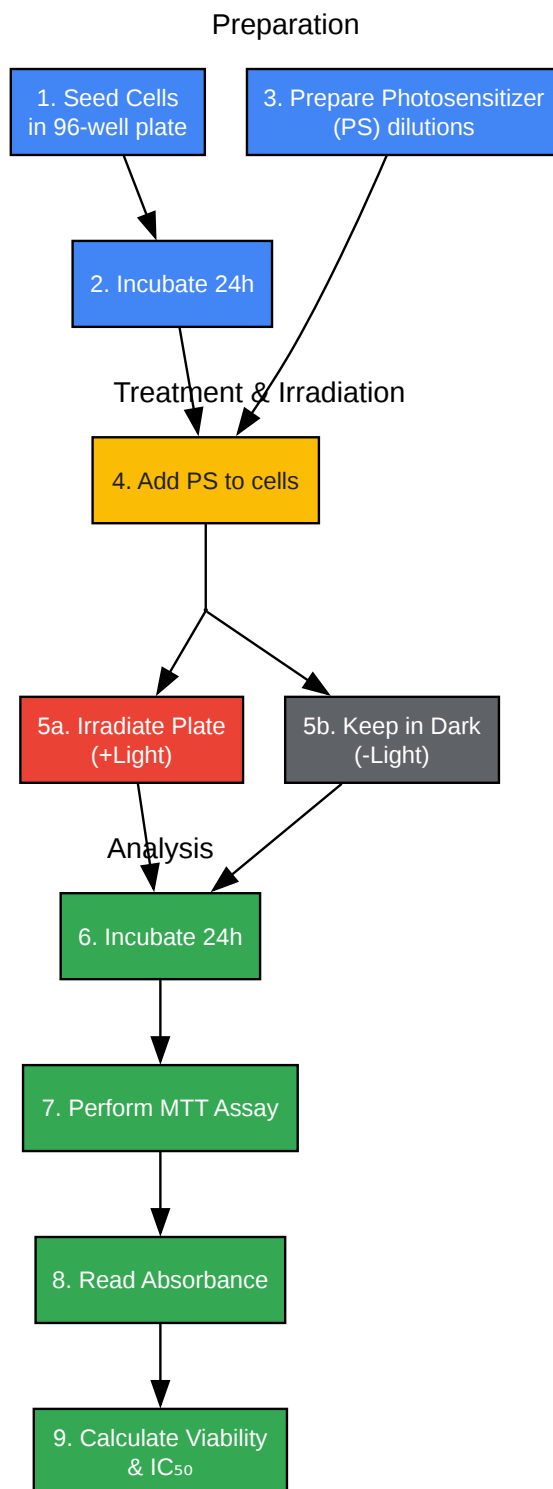 Preparation
1. Seed Cells
in 96-well plate
3. Prepare Photosensitizer
(PS) dilutions
2. Incubate 24h
Treatment & Irradiation
4. Add PS to cells
5a. Irradiate Plate
(+Light)
5b. Keep in Dark
(-Light)
Analysis
6. Incubate 24h
7. Perform MTT Assay
8. Read Absorbance
9. Calculate Viability
& IC₅₀